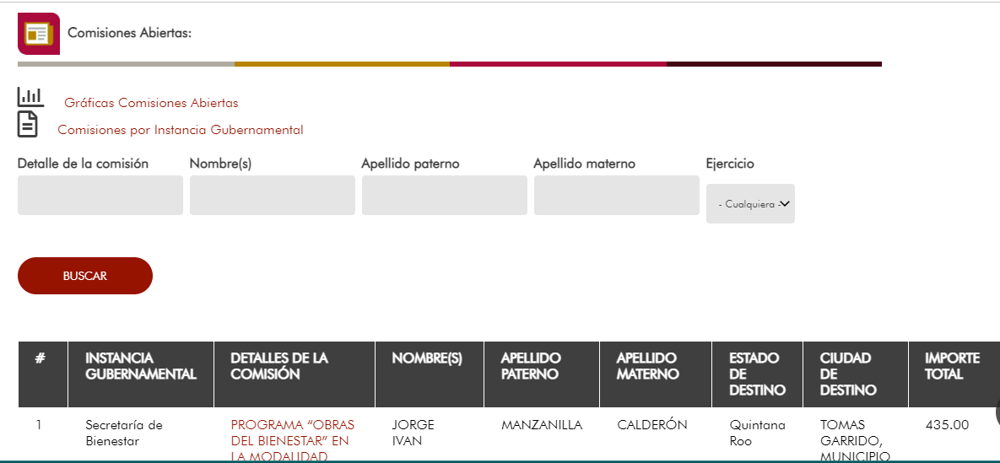 Comisiones Abiertas:
Gráficas Comisiones Abiertas
Comisiones por Instancia Gubernamental
Detalle de la comisión
Nombre(s)
Apellido paterno
Apellido materno
Ejercicio
- Cualquiera -
BUSCAR
#
INSTANCIA
GUBERNAMENTAL
DETALLES DE LA
COMISIÓN
NOMBRE(S)
APELLIDO
PATERNO
APELLIDO
MATERNO
ESTADO
DE
DESTINO
CIUDAD
DE
DESTINO
IMPORTE
TOTAL
1
Secretaría de
Bienestar
PROGRAMA “OBRAS
DEL BIENESTAR” EN
LA MODALIDAD
JORGE
IVAN
MANZANILLA
CALDERÓN
Quintana
Roo
TOMAS
GARRIDO,
MUNICIPIO
435.00